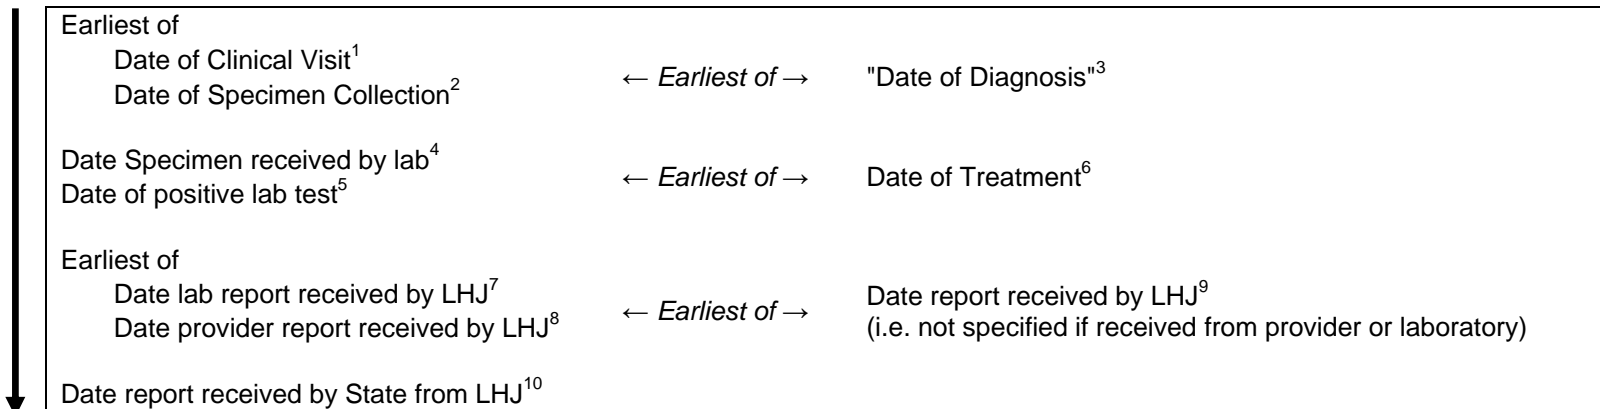 Earliest of
Date of Clinical Visit1
Date of Specimen Collection2
← Earliest of →
"Date of Diagnosis"3
Date Specimen received by lab4
Date of positive lab test5
← Earliest of →
Date of Treatment6
Earliest of
Date lab report received by LHJ7
Date provider report received by LHJ8
← Earliest of →
Date report received by LHJ9
(i.e. not specified if received from provider or laboratory)
Date report received by State from LHJ10